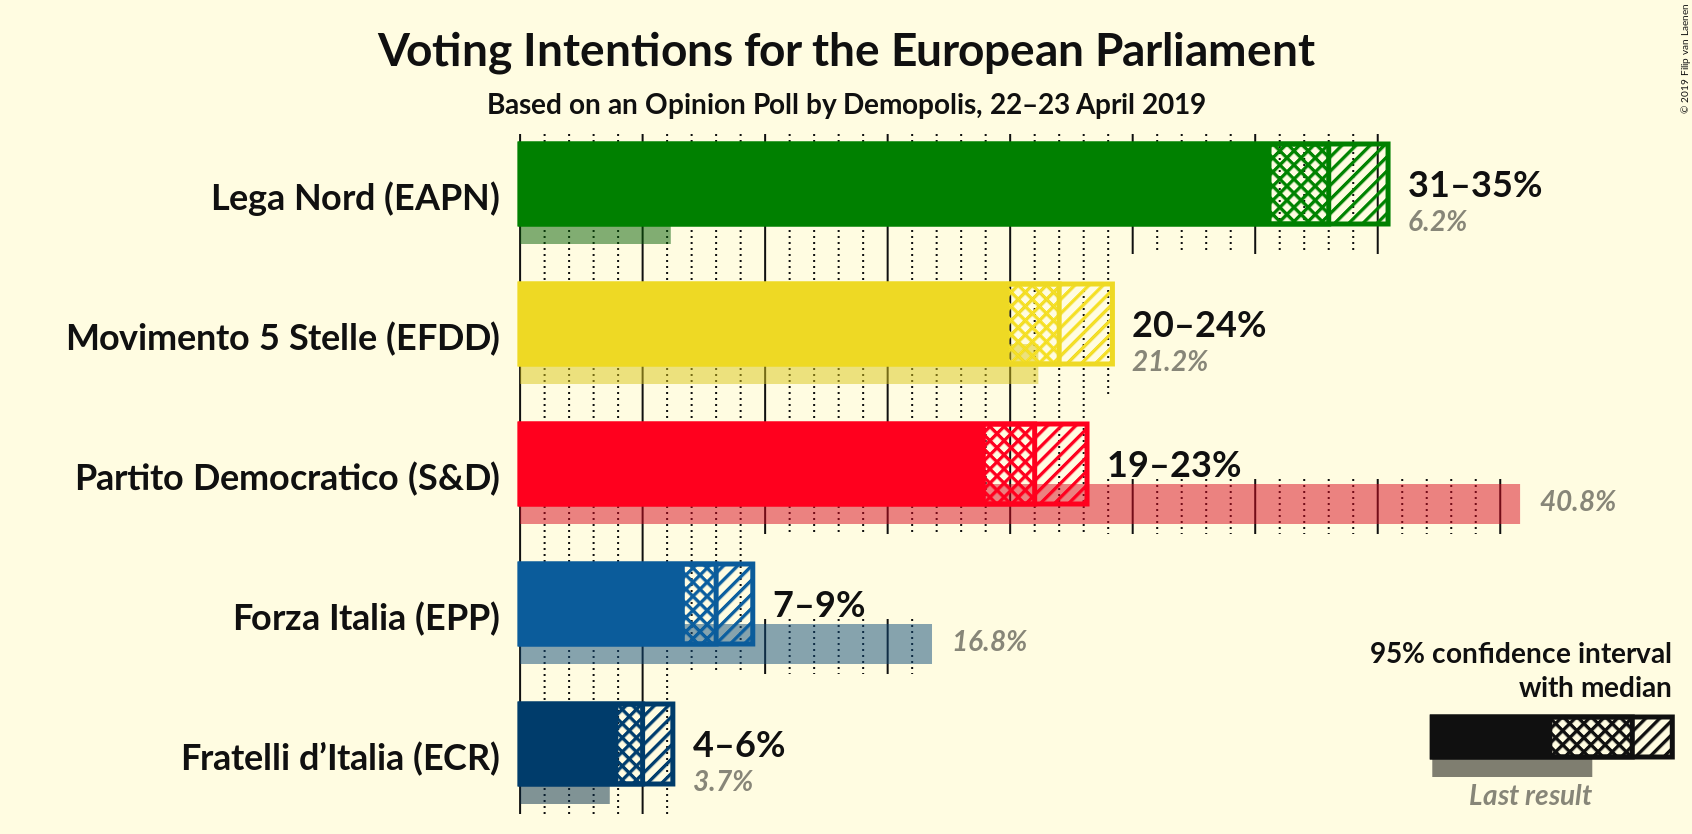 Voting Intentions for the European Parliament
Based on an Opinion Poll by Demopolis, 22–23 April 2019
© 2019 Filip van Laenen
Lega Nord (EAPN)
31–35%
6.2%
Movimento 5 Stelle (EFDD)
20–24%
21.2%
Partito Democratico (S&D)
19–23%
40.8%
Forza Italia (EPP)
7–9%
16.8%
Fratelli d’Italia (ECR)
4–6%
3.7%
95% confidence interval
with median
Last result